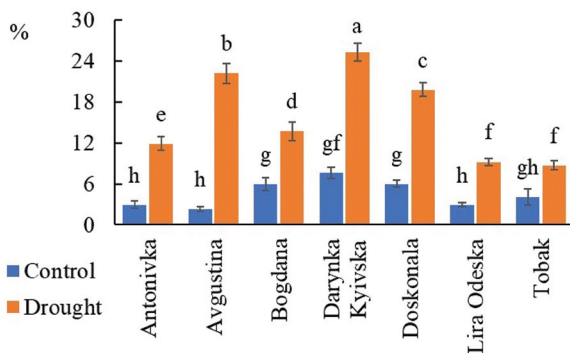 %
30
24
18
12
6
0
h
e
h
b
g
d
gf
a
g
c
h
f
gh
f
Antonivka
Avgustina
Bogdana
Darynka
Kyivska
Doskonala
Lira Odeska
Tobak
Control
Drought